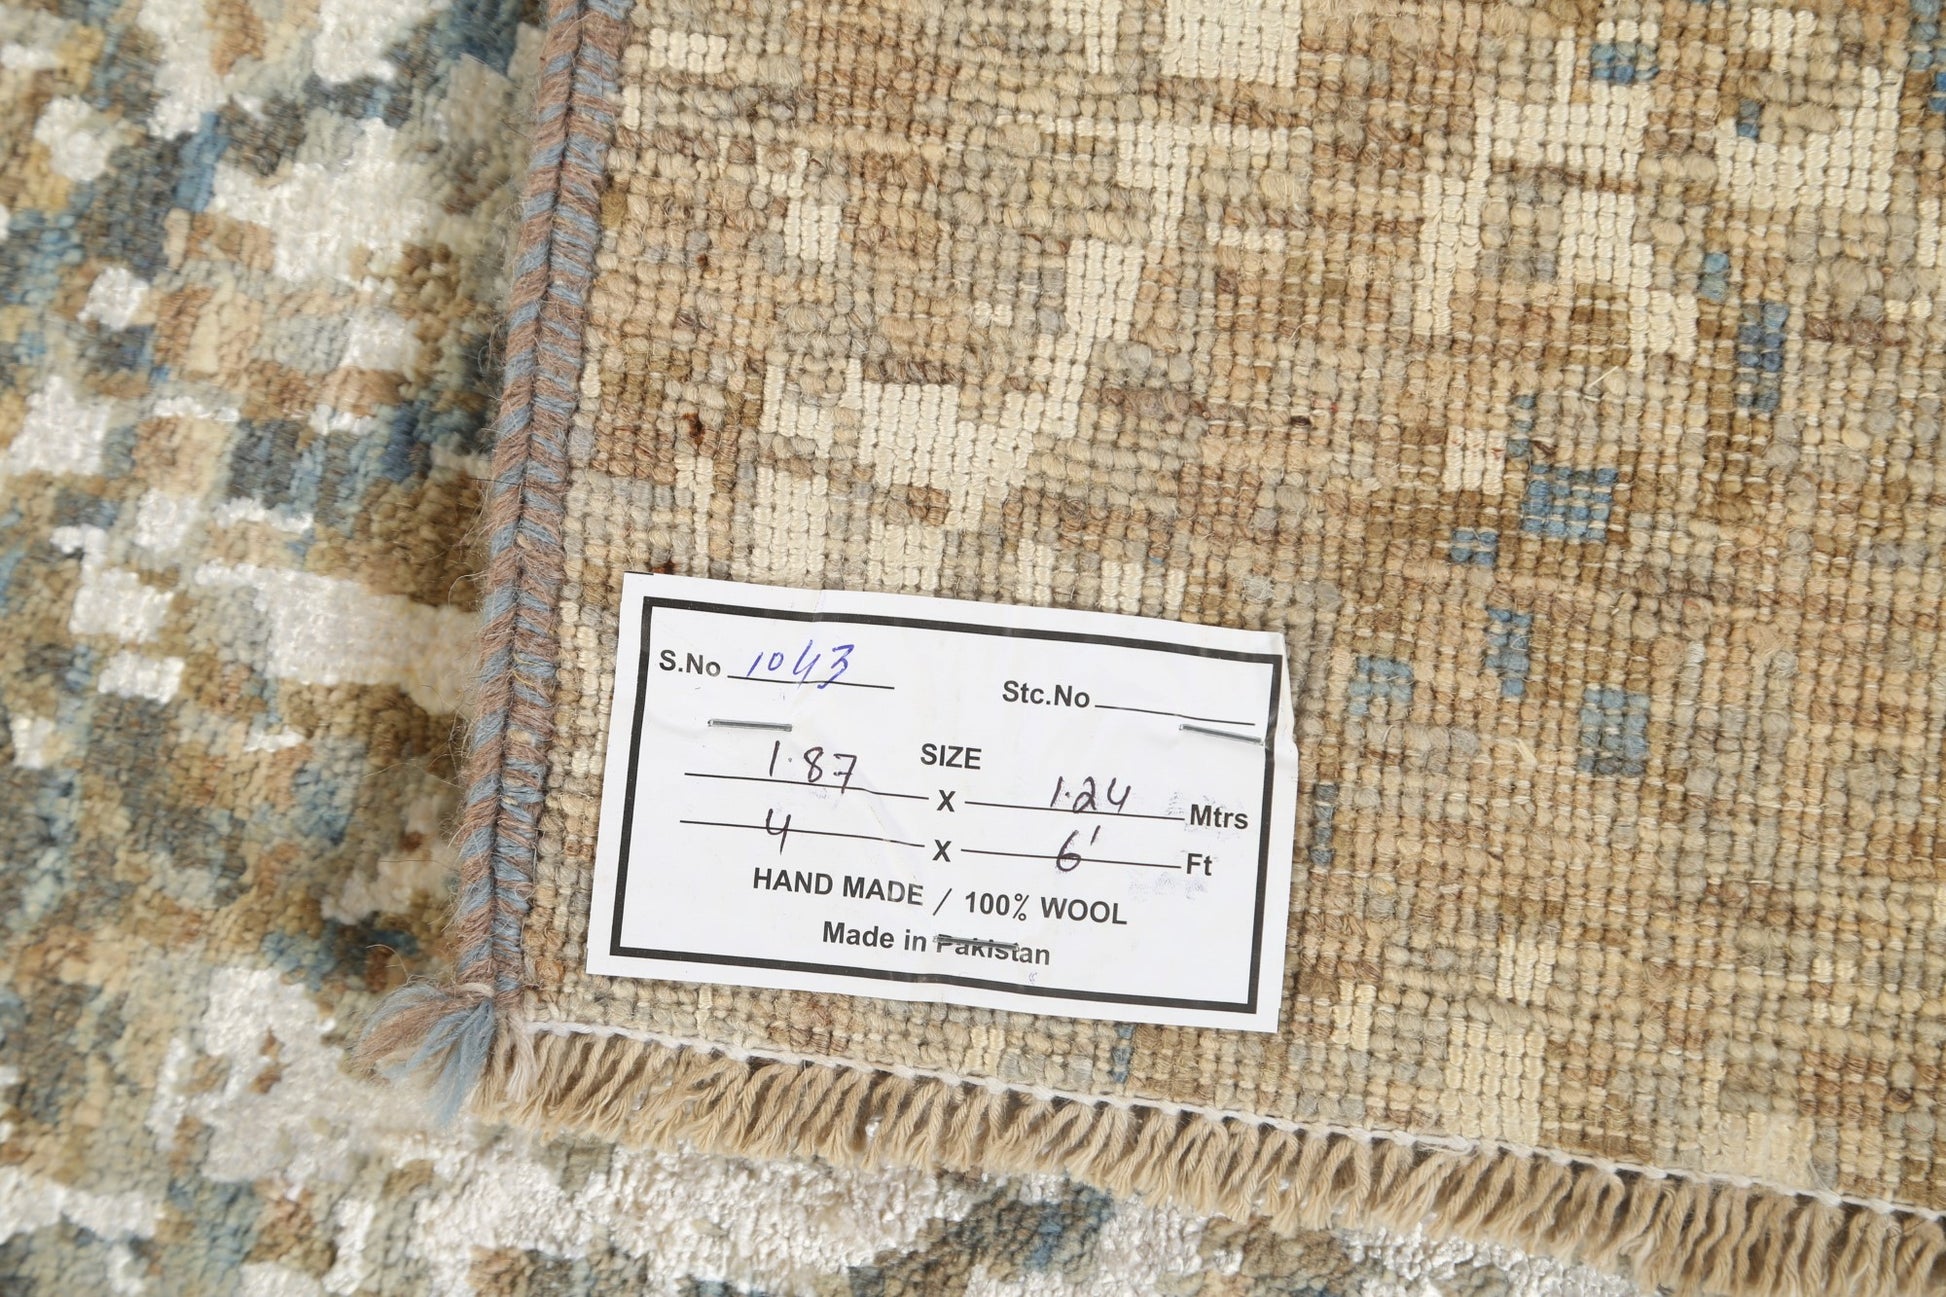 S.No 1043 Stc.No
SIZE
1.87 X 1.24 Mtrs
4 X 6' Ft
HAND MADE / 100% WOOL
Made in Pakistan